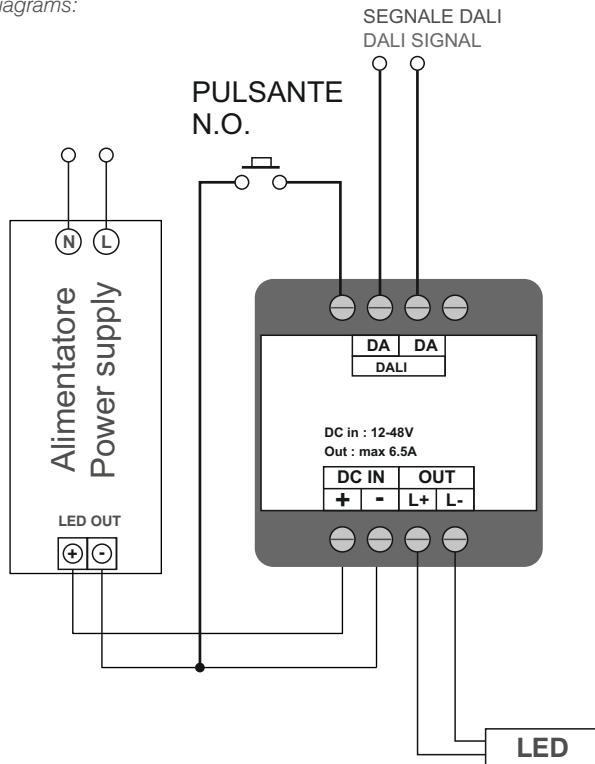 iagrams:
SEGNALE DALI
DALI SIGNAL
PULSANTE
N.O.
N L
Alimentatore
Power supply
LED OUT
+ -
DA DA
DALI
DC in : 12-48V
Out : max 6.5A
DC IN OUT
+ - L+ L-
LED